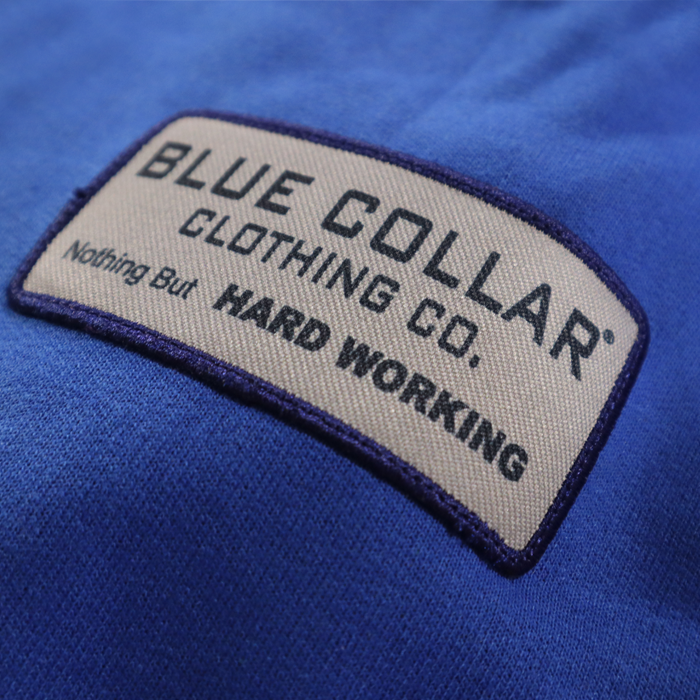 BLUE COLLAR®
CLOTHING CO.
Nothing But HARD WORKING